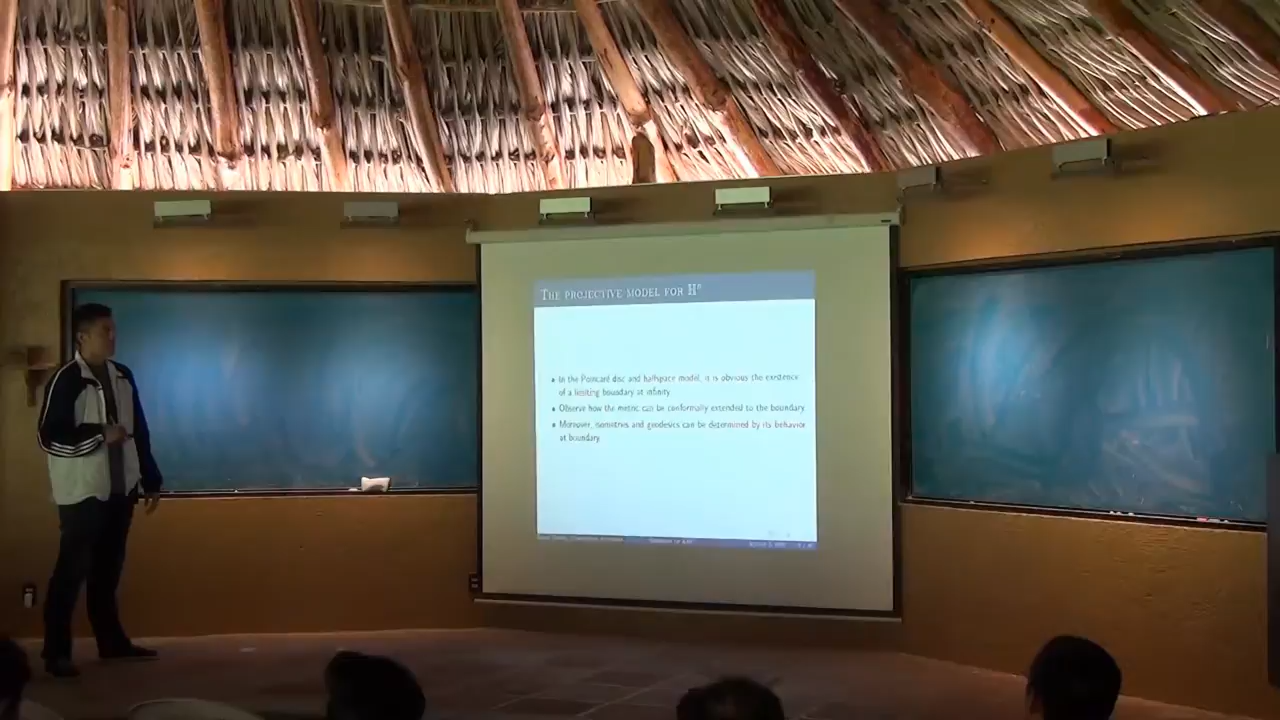 THE PROJECTIVE MODEL FOR Hⁿ
• In the Poincaré disc and halfspace model, it is obvious the existence
of a limiting boundary at infinity.
• Observe how the metric can be conformally extended to the boundary
• Moreover, isometries and geodesics can be determined by its behavior
at boundary